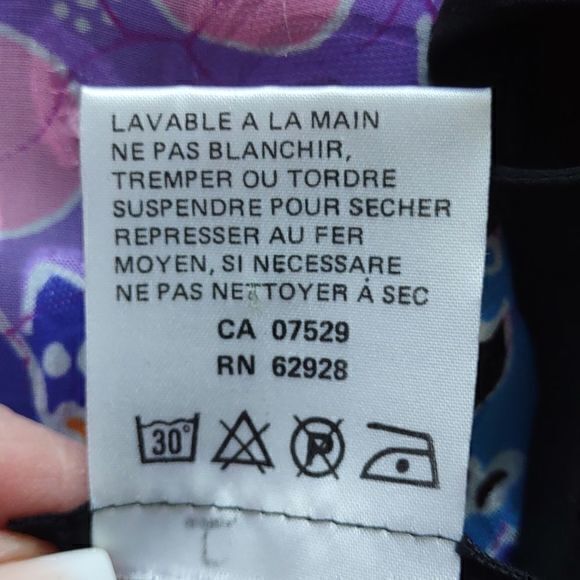 LAVABLE A LA MAIN
NE PAS BLANCHIR,
TREMPER OU TORDRE
SUSPENDRE POUR SECHER
REPRESSER AU FER
MOYEN, SI NECESSARE
NE PAS NETTOYER À SEC
CA 07529
RN 62928
30°
P
L